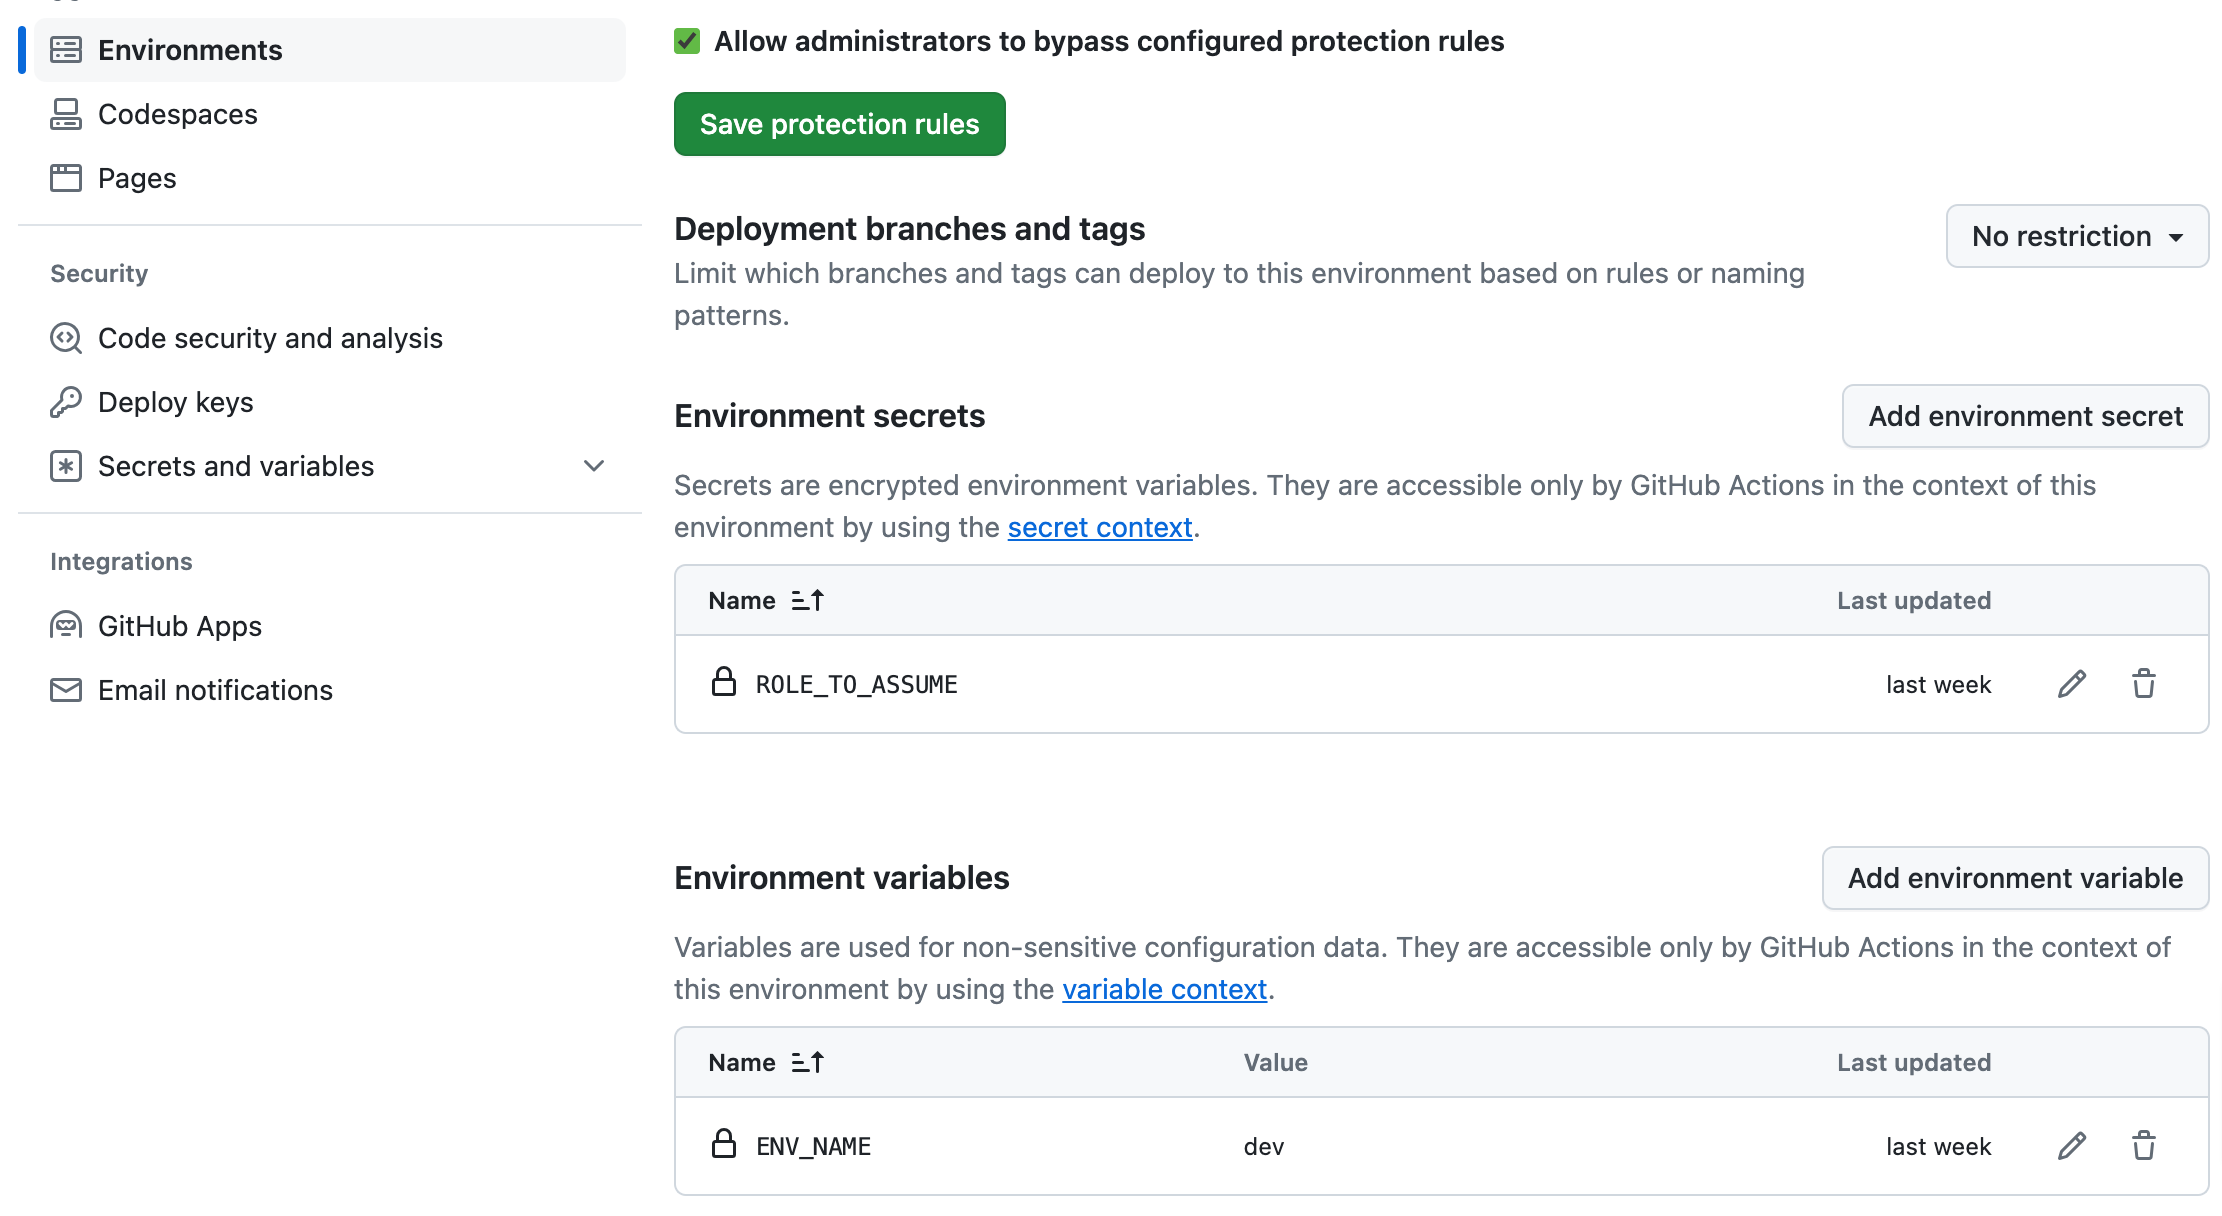 Environments
Codespaces
Pages
Security
Code security and analysis
Deploy keys
Secrets and variables
Integrations
GitHub Apps
Email notifications
Allow administrators to bypass configured protection rules
Save protection rules
Deployment branches and tags
No restriction
Limit which branches and tags can deploy to this environment based on rules or naming
patterns.
Environment secrets
Add environment secret
Secrets are encrypted environment variables. They are accessible only by GitHub Actions in the context of this
environment by using the secret context.
Name Last updated
ROLE_TO_ASSUME last week
Environment variables
Add environment variable
Variables are used for non-sensitive configuration data. They are accessible only by GitHub Actions in the context of
this environment by using the variable context.
Name Value Last updated
ENV_NAME dev last week